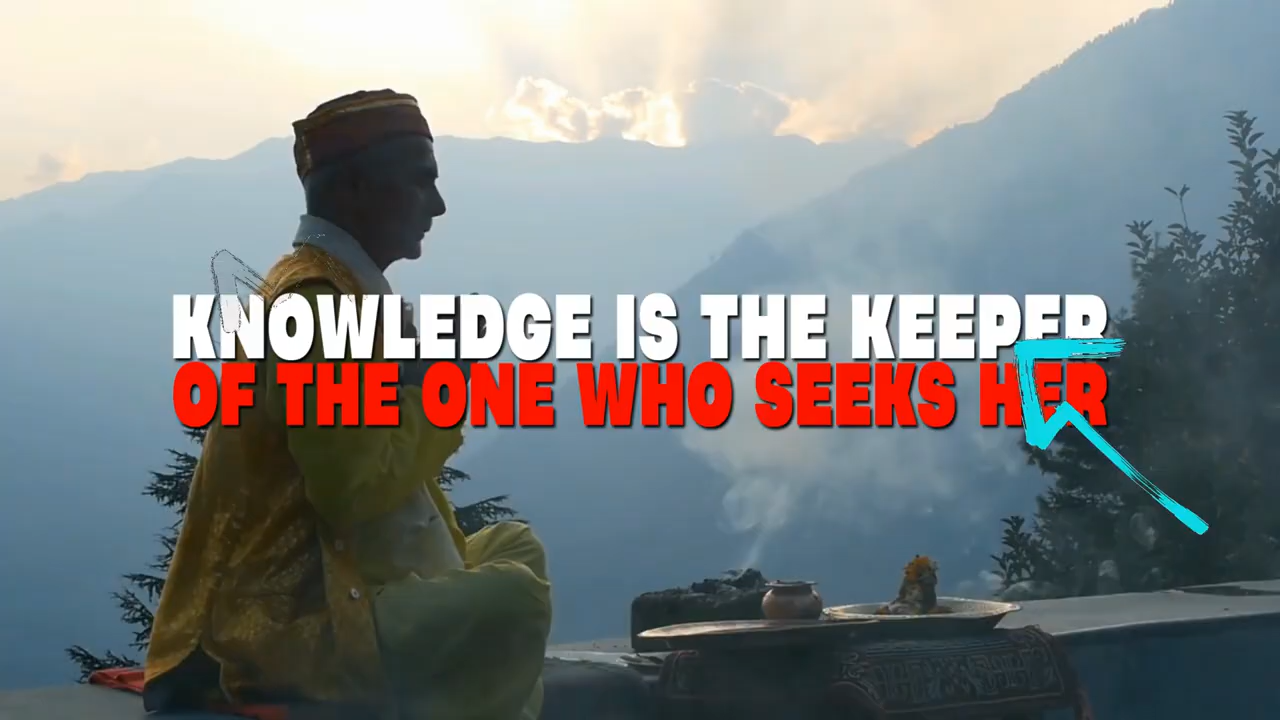 KNOWLEDGE IS THE KEEPER
OF THE ONE WHO SEEKS HER